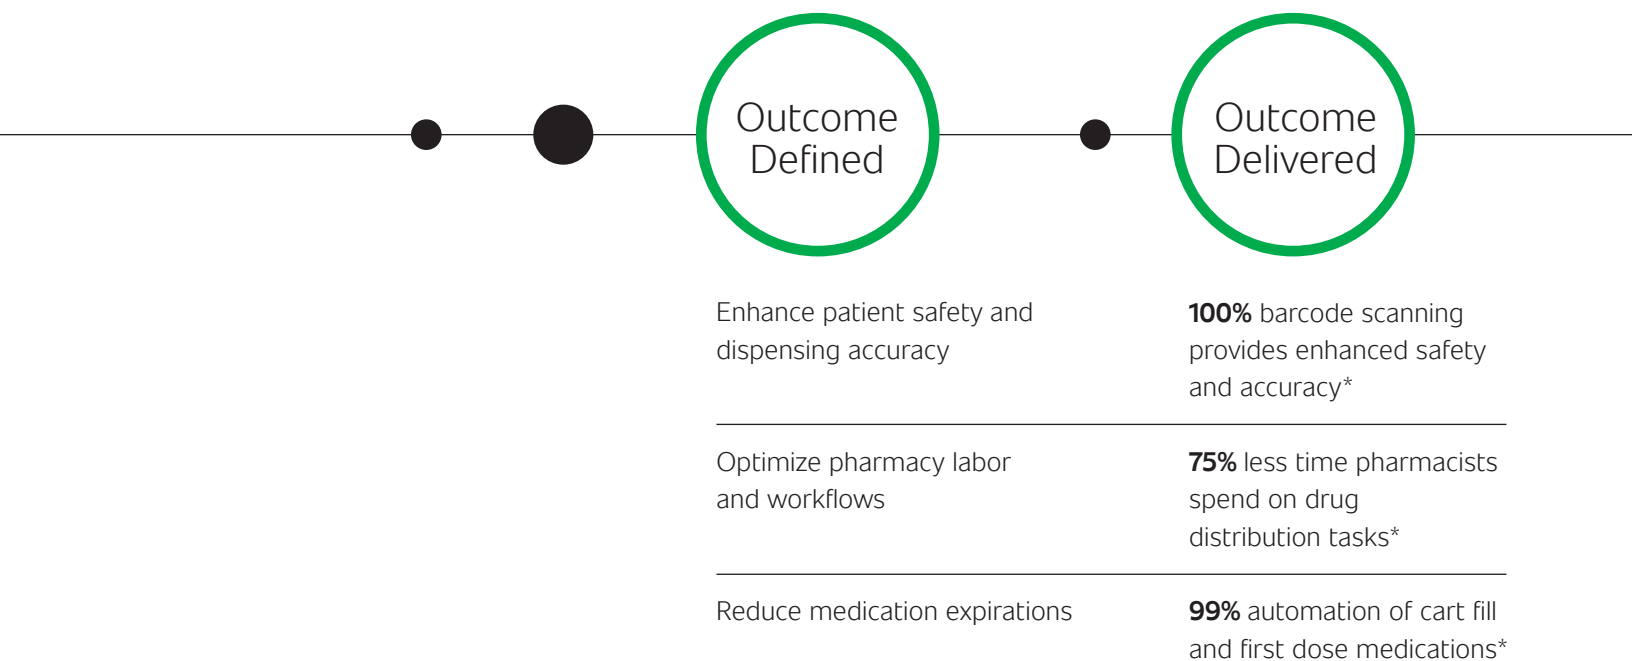 Outcome
Defined
Outcome
Delivered
Enhance patient safety and
dispensing accuracy
100% barcode scanning
provides enhanced safety
and accuracy*
Optimize pharmacy labor
and workflows
75% less time pharmacists
spend on drug
distribution tasks*
Reduce medication expirations
99% automation of cart fill
and first dose medications*